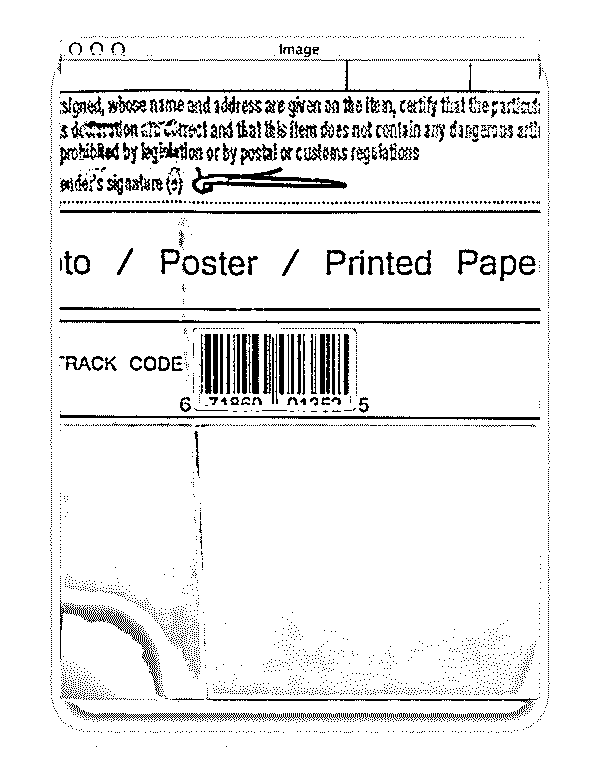 Image
signed, whose name and address are given on the item, certify that the particul
s declaration are correct and that this item does not contain any dangerous arti
prohibited by legislation or by postal or customs regulations
ender's signature (s)
oto / Poster / Printed Pape
TRACK CODE
6 71860 01352 5